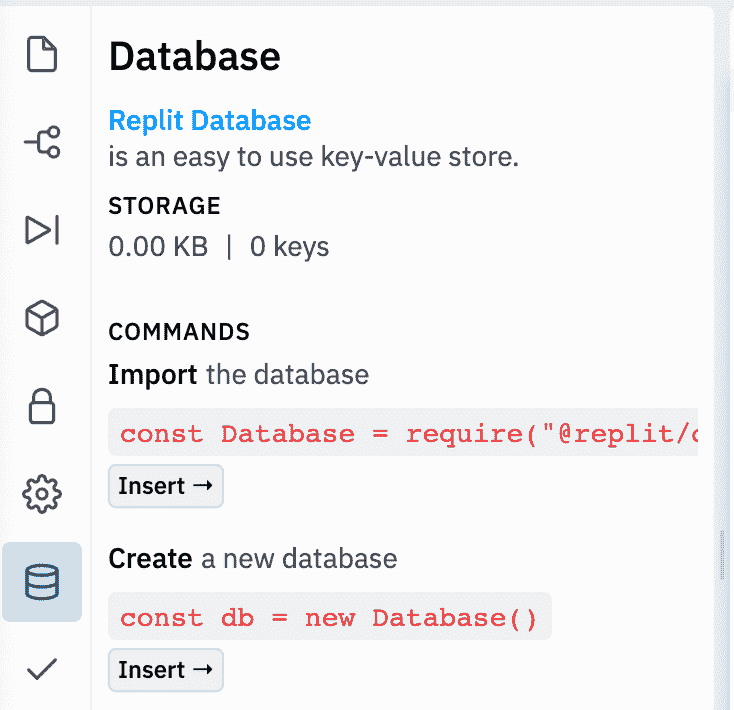 Database
Replit Database
is an easy to use key-value store.
STORAGE
0.00 KB | 0 keys
COMMANDS
Import the database
const Database = require("@replit/
Insert →
Create a new database
const db = new Database()
Insert →